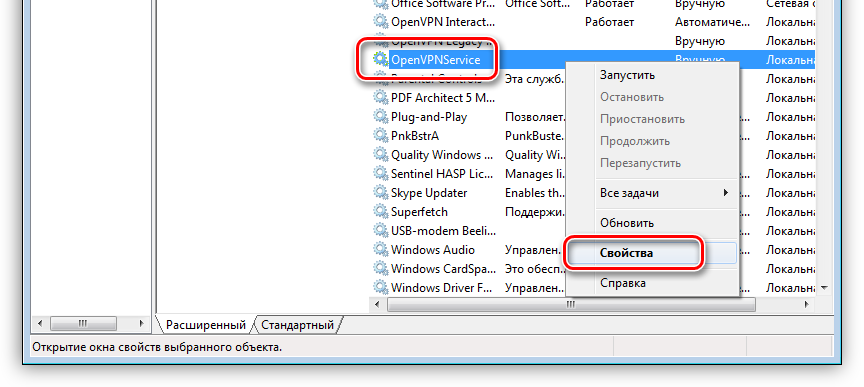 Office Software Pr... Office Soft... Работает Вручную Сетевая с
OpenVPN Interact... Работает Автоматиче... Локальна
OpenVPN Legacy ... Вручную Локальна
OpenVPNService Вручную Локальна
Parental Controls Эта служб... Локальна
PDF Architect 5 M... Локальна
Plug-and-Play Позволяет... Локальна
PnkBstrA PunkBuste... Локальна
Quality Windows ... Quality Wi... Локальна
Sentinel HASP Lic... Manages li... Локальна
Skype Updater Enables th... Локальна
Superfetch Поддержи... Локальна
USB-modem Beeli... Локальна
Windows Audio Управлен... Локальна
Windows CardSpa... Это обесп... Локальна
Windows Driver F... Управлен... Локальна
Запустить
Остановить
Приостановить
Продолжить
Перезапустить
Все задачи
Обновить
Свойства
Справка
Расширенный Стандартный
Открытие окна свойств выбранного объекта.